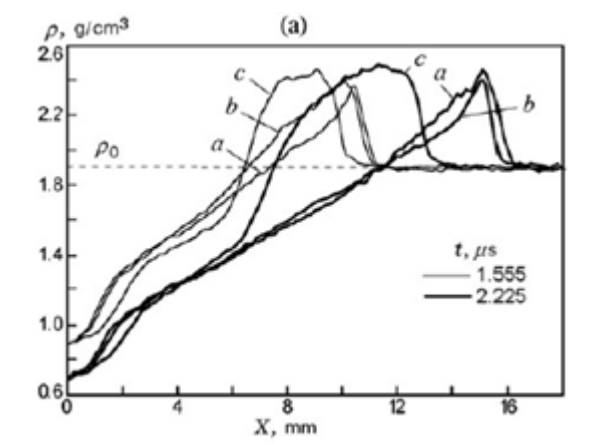 (a)
ρ, g/cm³
2.6
2.2
1.8
1.4
1.0
0.6
ρ₀
c
b
a
c
a
b
t, μs
1.555
2.225
0 4 8 12 16
X, mm